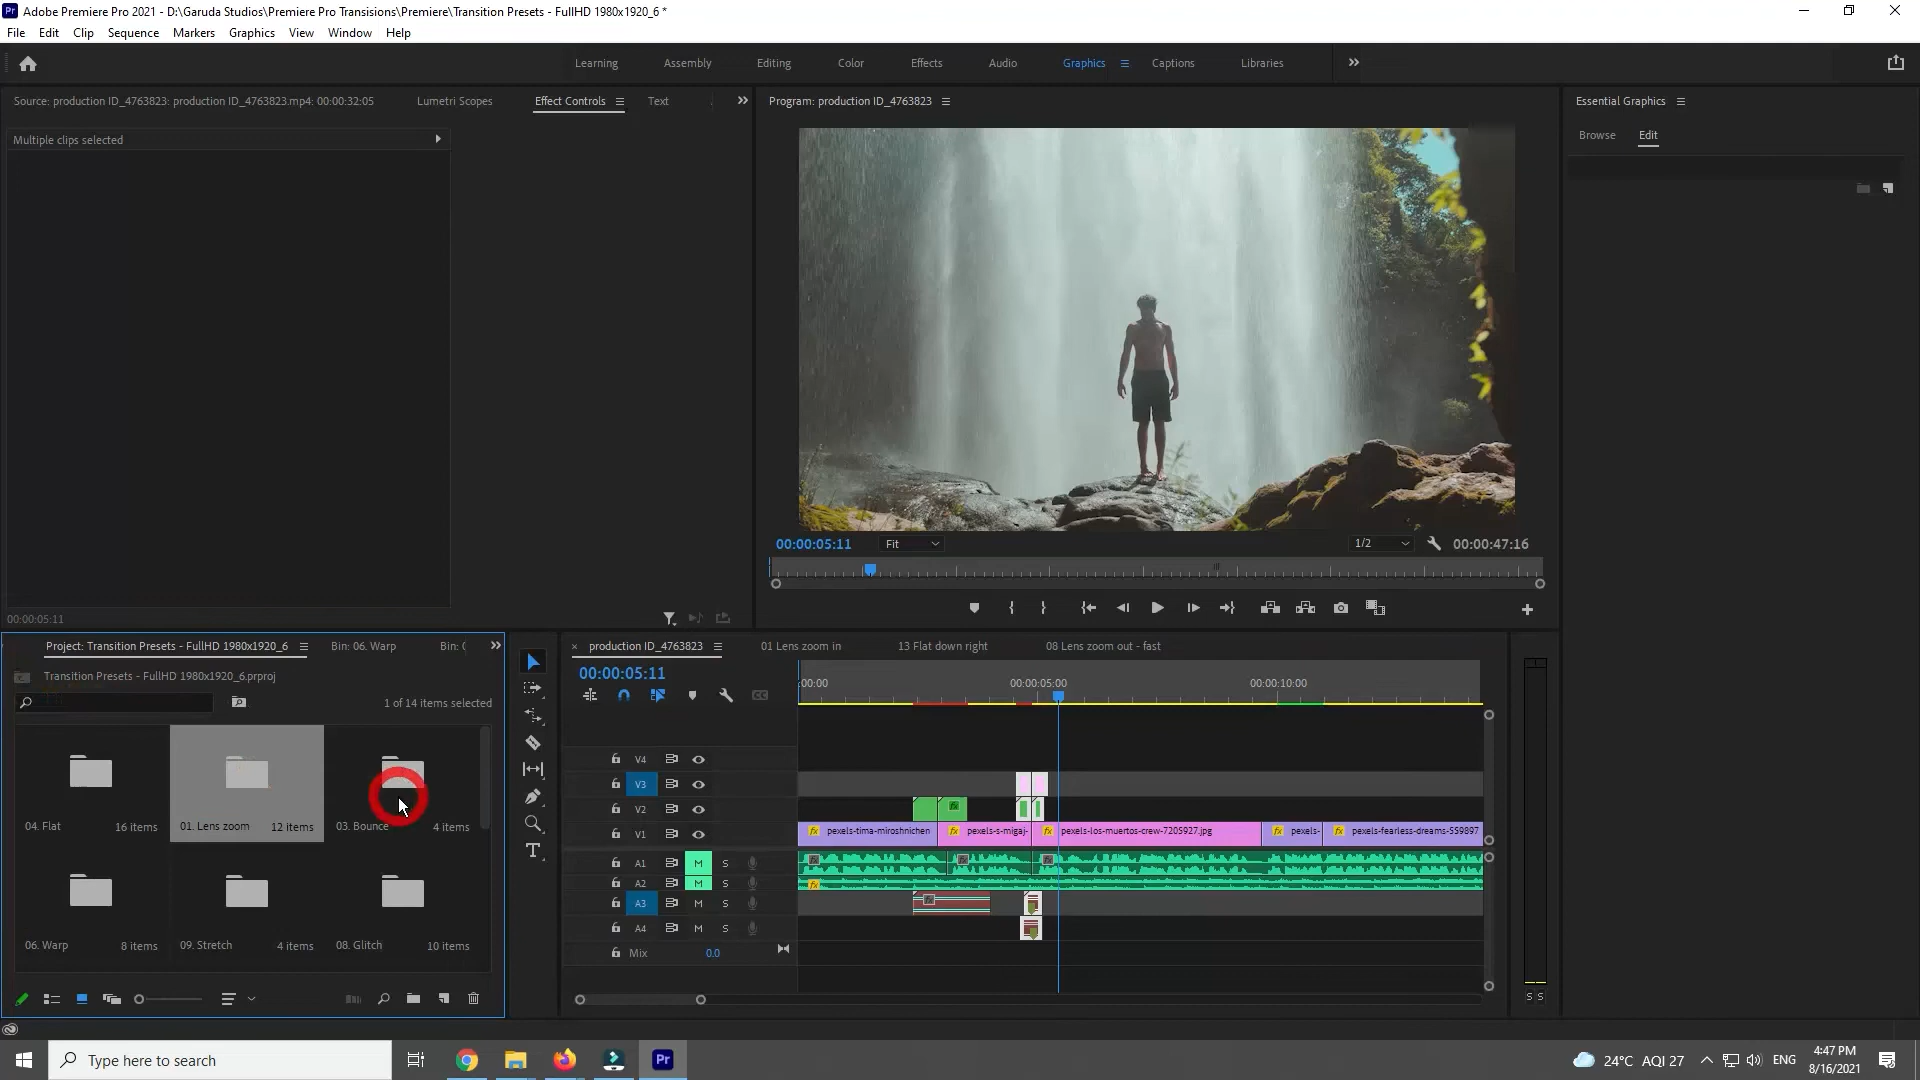 Pr Adobe Premiere Pro 2021 - D:\Garuda Studios\Premiere Pro Transisions\Premiere\Transition Presets - FullHD 1980x1920_6 *
File Edit Clip Sequence Markers Graphics View Window Help
Learning Assembly Editing Color Effects Audio Graphics Captions Libraries
Source: production ID_4763823: production ID_4763823.mp4: 00:00:32:05 Lumetri Scopes Effect Controls Text
Program: production ID_4763823
Essential Graphics
Browse Edit
Multiple clips selected
00:00:05:11 Fit 1/2 00:00:47:16
00:00:05:11
Project: Transition Presets - FullHD 1980x1920_6 Bin: 06. Warp Bin: 0
Transition Presets - FullHD 1980x1920_6.prproj
1 of 14 items selected
04. Flat 16 items
01. Lens zoom 12 items
03. Bounce 4 items
06. Warp 8 items
09. Stretch 4 items
08. Glitch 10 items
× production ID_4763823 01 Lens zoom in 13 Flat down right 08 Lens zoom out - fast
00:00:05:11
:00:00 00:00:05:00 00:00:10:00
V4
V3
V2 fx
V1 fx pexels-tima-miroshnichen fx pexels-s-migaj- fx pexels-los-muertos-crew-7205927.jpg fx pexels- fx pexels-fearless-dreams-559897
A1 M S
A2 M S
A3 M S
A4 M S
Mix 0.0
S S
Type here to search
Pr
24°C AQI 27 ENG
4:47 PM
8/16/2021